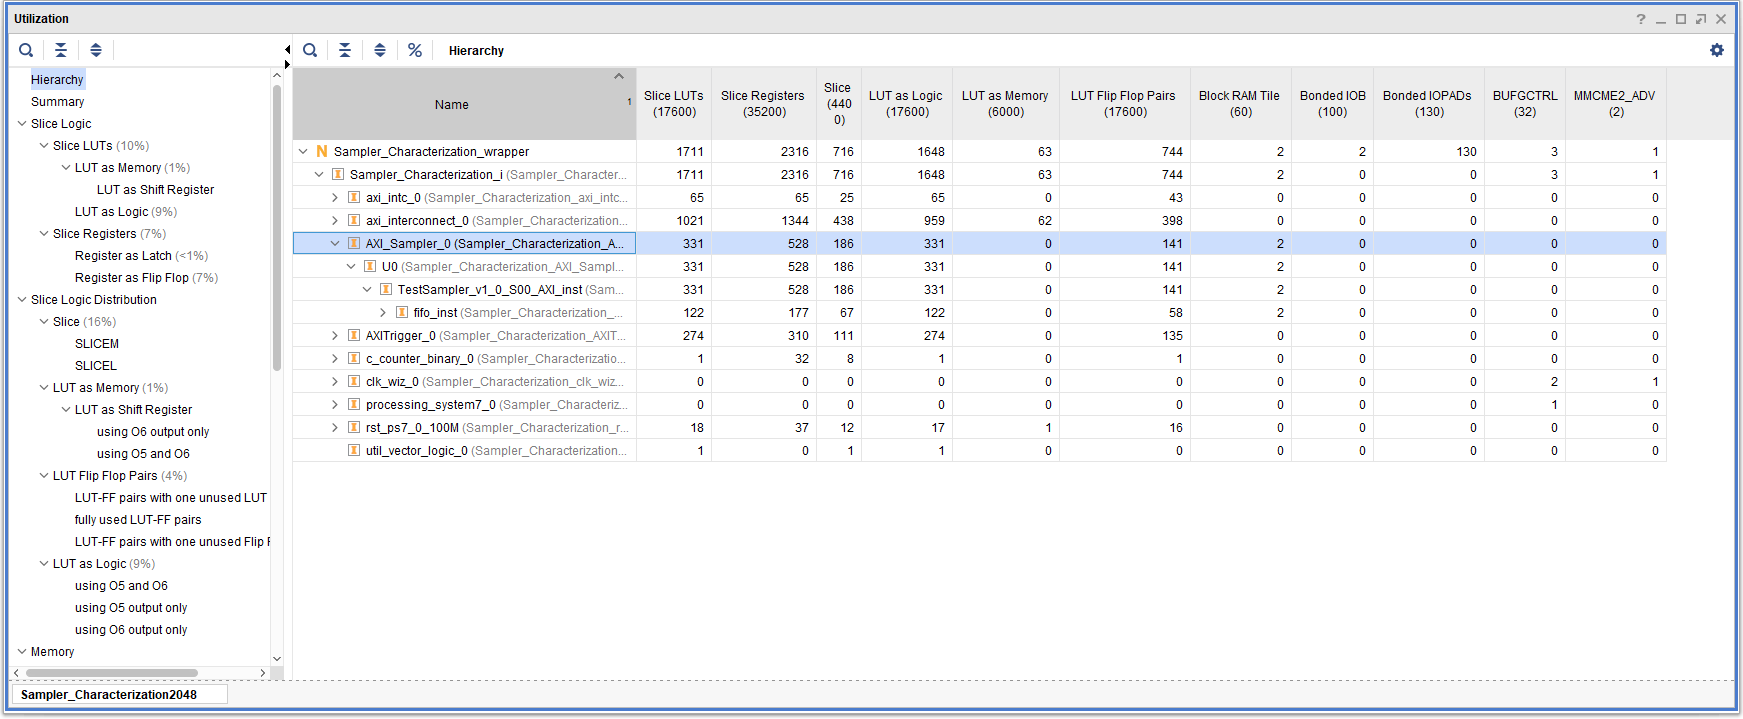 Utilization
Hierarchy
Hierarchy
Summary
Slice Logic
Slice LUTs (10%)
LUT as Memory (1%)
LUT as Shift Register
LUT as Logic (9%)
Slice Registers (7%)
Register as Latch (<1%)
Register as Flip Flop (7%)
Slice Logic Distribution
Slice (16%)
SLICEM
SLICEL
LUT as Memory (1%)
LUT as Shift Register
using O6 output only
using O5 and O6
LUT Flip Flop Pairs (4%)
LUT-FF pairs with one unused LUT
fully used LUT-FF pairs
LUT-FF pairs with one unused Flip F
LUT as Logic (9%)
using O5 and O6
using O5 output only
using O6 output only
Memory
Name 1 Slice LUTs (17600) Slice Registers (35200) Slice (4400) LUT as Logic (17600) LUT as Memory (6000) LUT Flip Flop Pairs (17600) Block RAM Tile (60) Bonded IOB (100) Bonded IOPADs (130) BUFGCTRL (32) MMCME2_ADV (2)
N Sampler_Characterization_wrapper 1711 2316 716 1648 63 744 2 2 130 3 1
I Sampler_Characterization_i (Sampler_Character... 1711 2316 716 1648 63 744 2 0 0 3 1
I axi_intc_0 (Sampler_Characterization_axi_intc... 65 65 25 65 0 43 0 0 0 0 0
I axi_interconnect_0 (Sampler_Characterization... 1021 1344 438 959 62 398 0 0 0 0 0
I AXI_Sampler_0 (Sampler_Characterization_A... 331 528 186 331 0 141 2 0 0 0 0
I U0 (Sampler_Characterization_AXI_Sampl... 331 528 186 331 0 141 2 0 0 0 0
I TestSampler_v1_0_S00_AXI_inst (Sam... 331 528 186 331 0 141 2 0 0 0 0
I fifo_inst (Sampler_Characterization_... 122 177 67 122 0 58 2 0 0 0 0
I AXITrigger_0 (Sampler_Characterization_AXIT... 274 310 111 274 0 135 0 0 0 0 0
I c_counter_binary_0 (Sampler_Characterizatio... 1 32 8 1 0 1 0 0 0 0 0
I clk_wiz_0 (Sampler_Characterization_clk_wiz... 0 0 0 0 0 0 0 0 0 2 1
I processing_system7_0 (Sampler_Characteriz... 0 0 0 0 0 0 0 0 0 1 0
I rst_ps7_0_100M (Sampler_Characterization_r... 18 37 12 17 1 16 0 0 0 0 0
I util_vector_logic_0 (Sampler_Characterization... 1 0 1 1 0 0 0 0 0 0 0
Sampler_Characterization2048